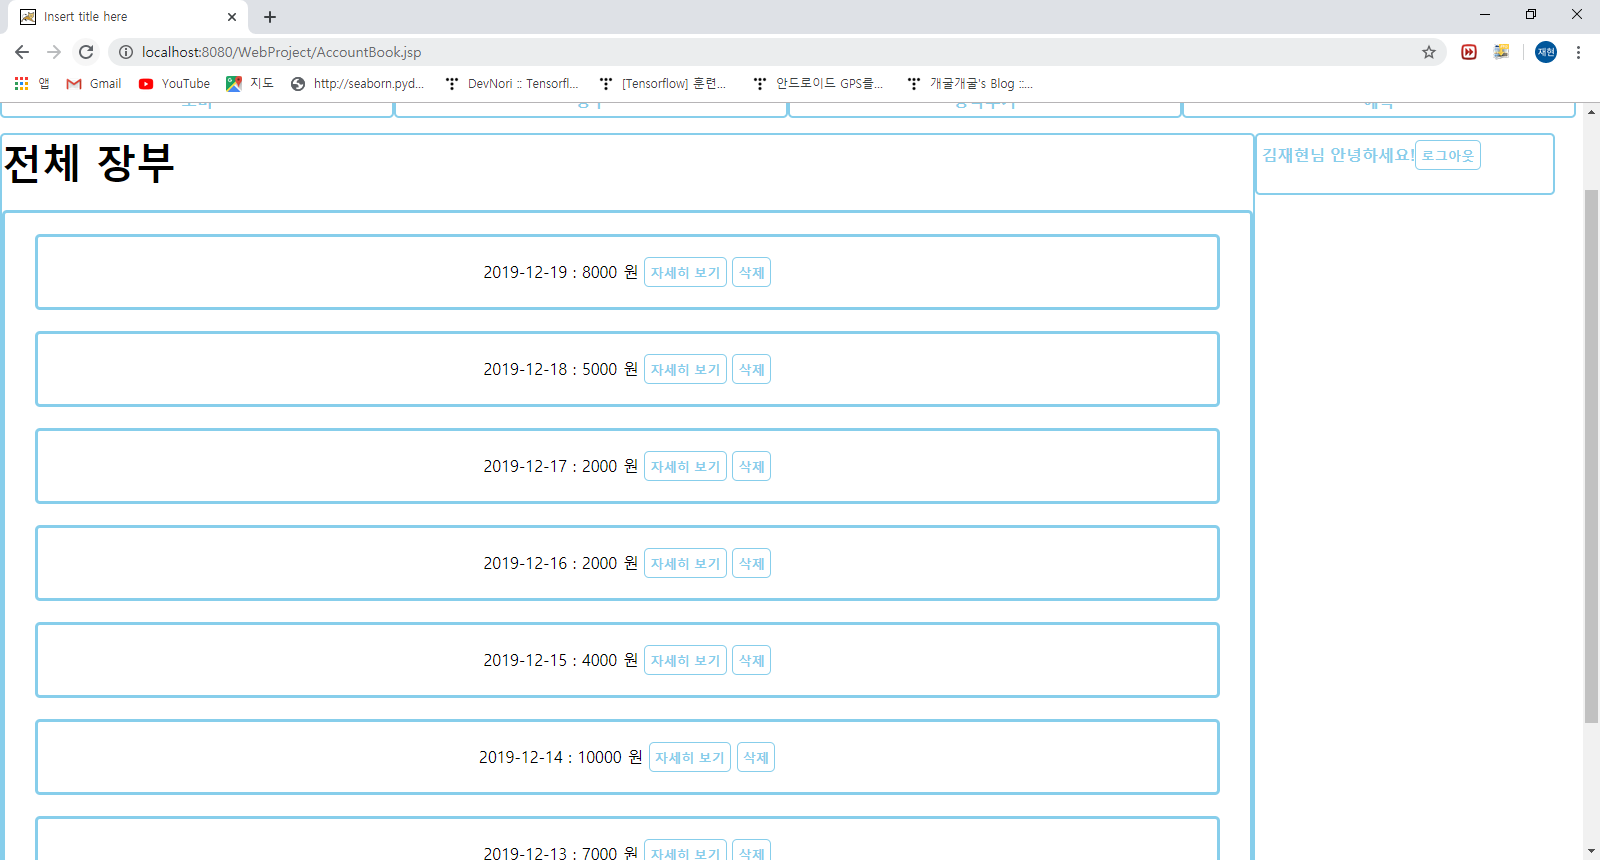 Insert title here
localhost:8080/WebProject/AccountBook.jsp
재현
앱 Gmail YouTube 지도 http://seaborn.pyd... DevNori :: Tensorfl... [Tensorflow] 훈련... 안드로이드 GPS를... 개굴개굴's Blog ::...
전체 장부
김재현님 안녕하세요! 로그아웃
2019-12-19 : 8000 원 자세히 보기 삭제
2019-12-18 : 5000 원 자세히 보기 삭제
2019-12-17 : 2000 원 자세히 보기 삭제
2019-12-16 : 2000 원 자세히 보기 삭제
2019-12-15 : 4000 원 자세히 보기 삭제
2019-12-14 : 10000 원 자세히 보기 삭제
2019-12-13 : 7000 원 자세히 보기 삭제